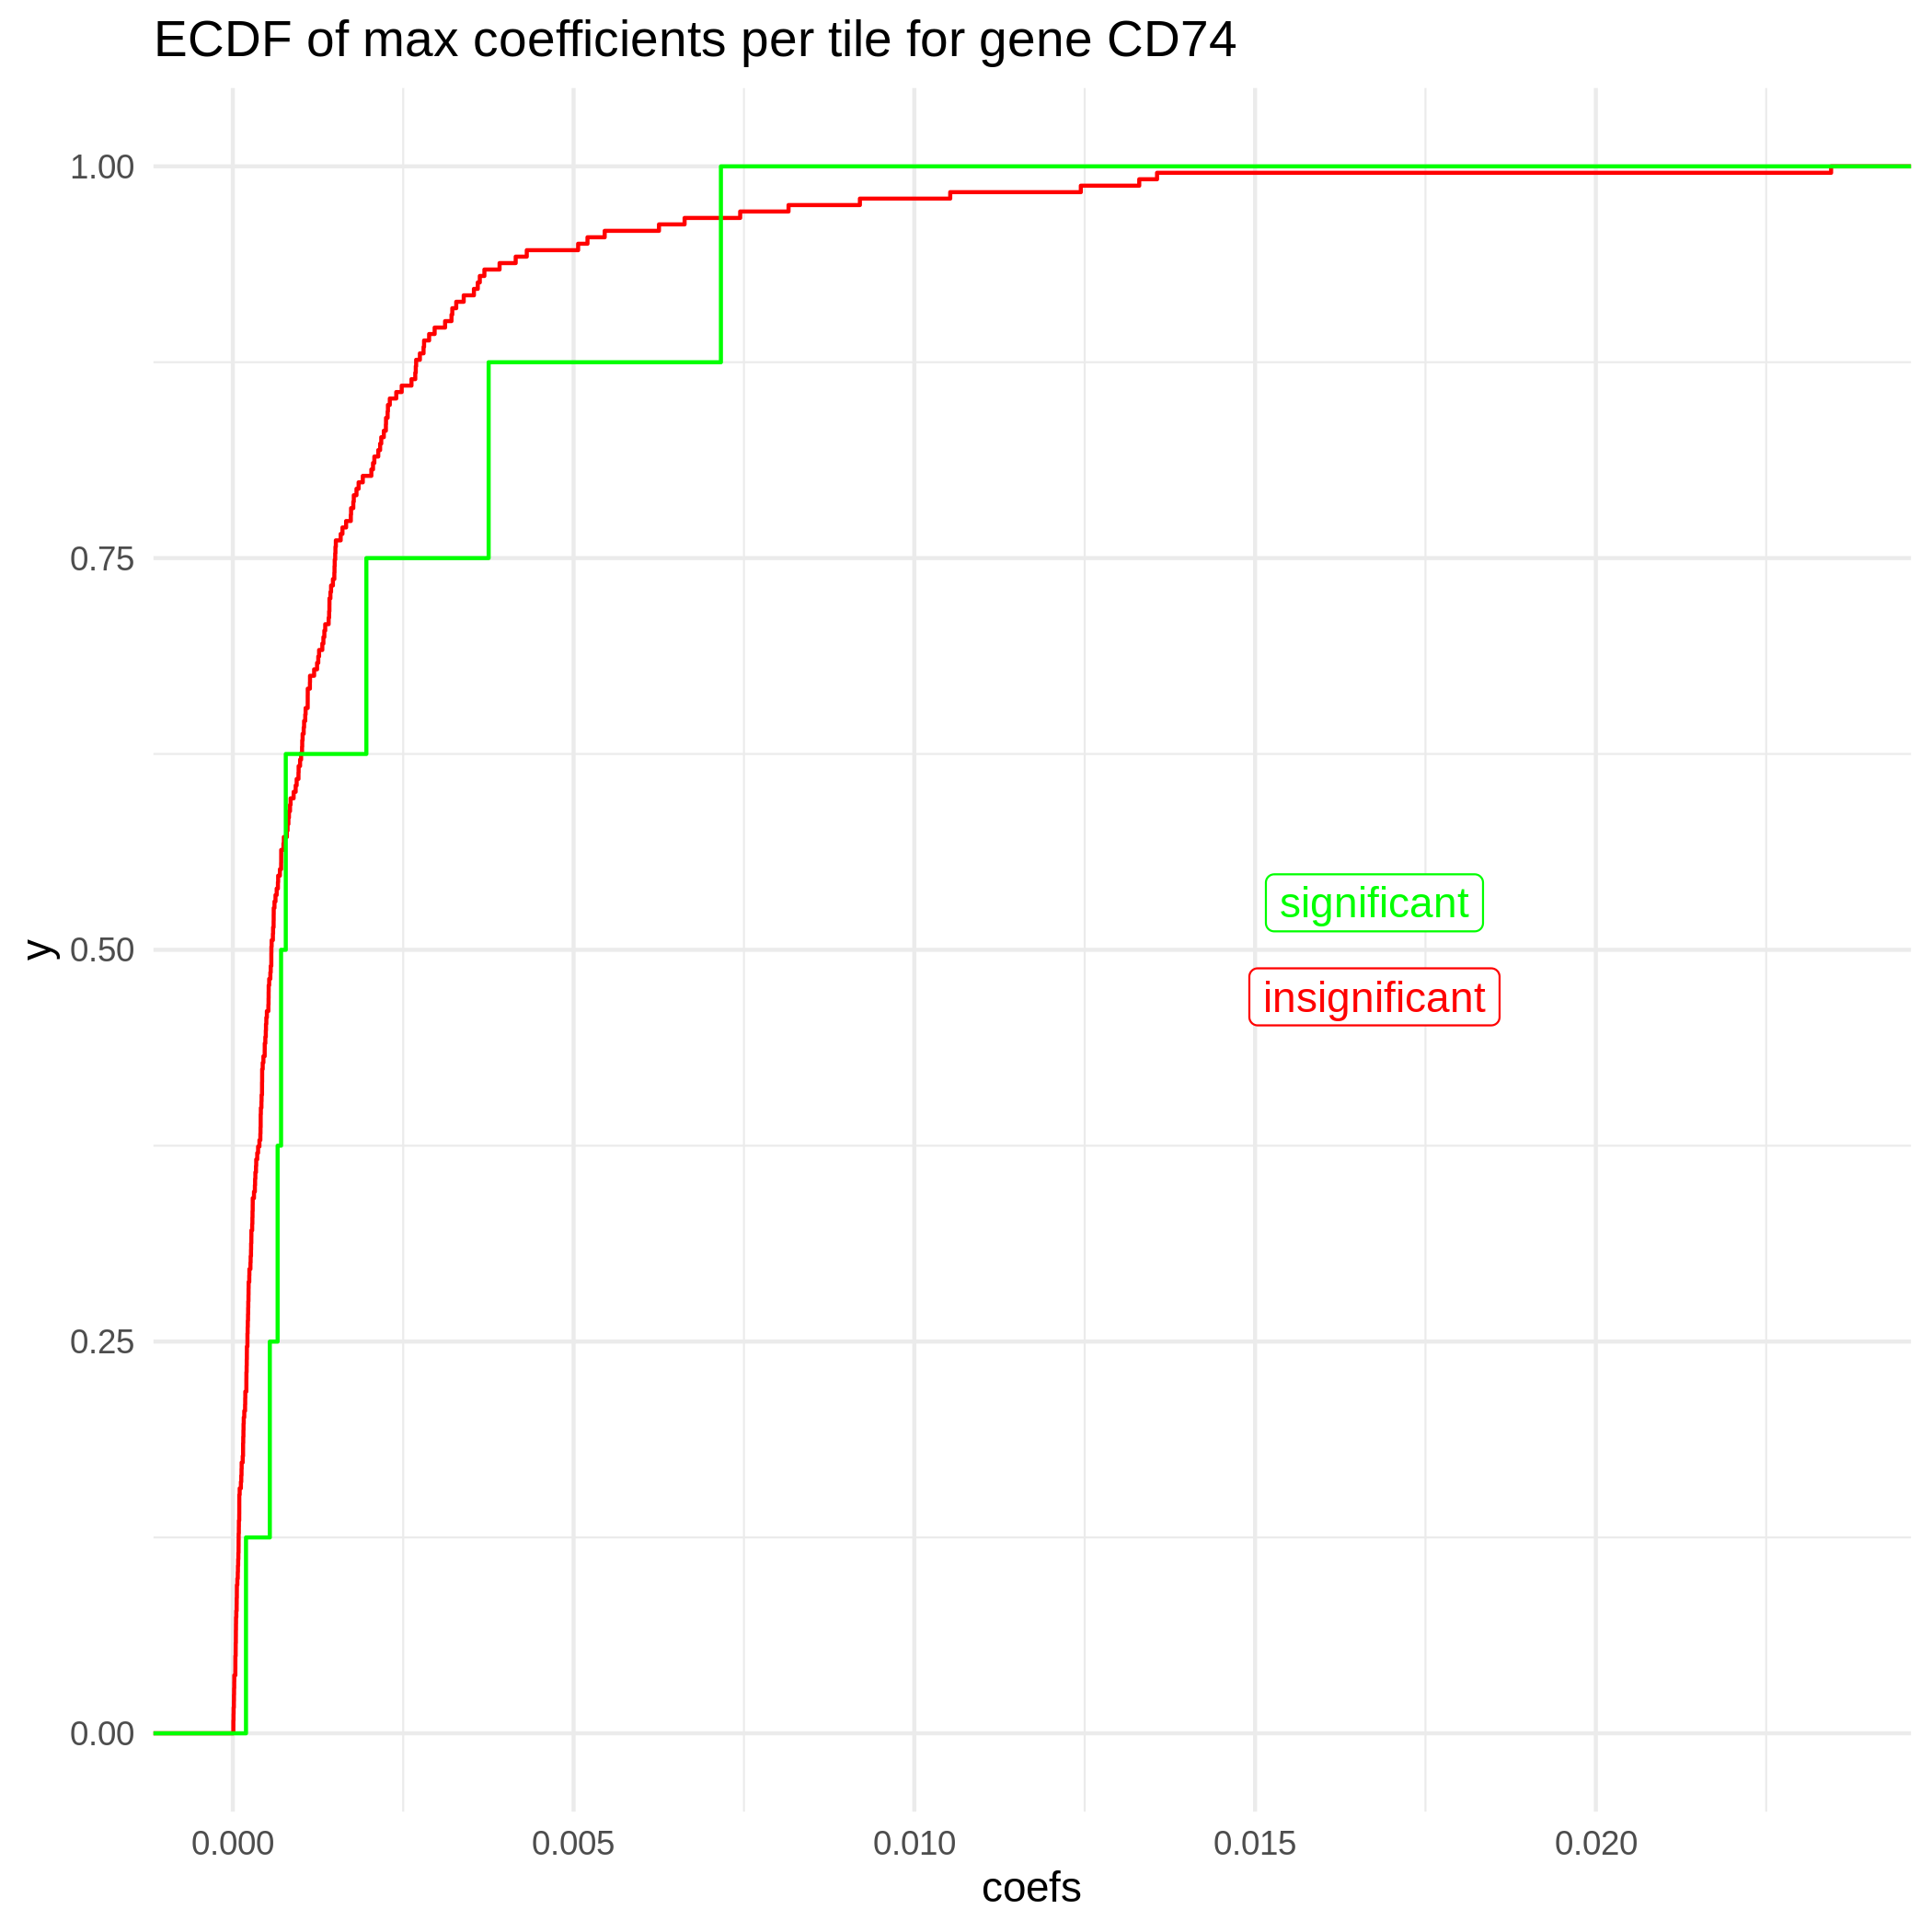 ECDF of max coefficients per tile for gene CD74
1.00
0.75
0.50
0.25
0.00
y
significant
insignificant
0.000 0.005 0.010 0.015 0.020
coefs